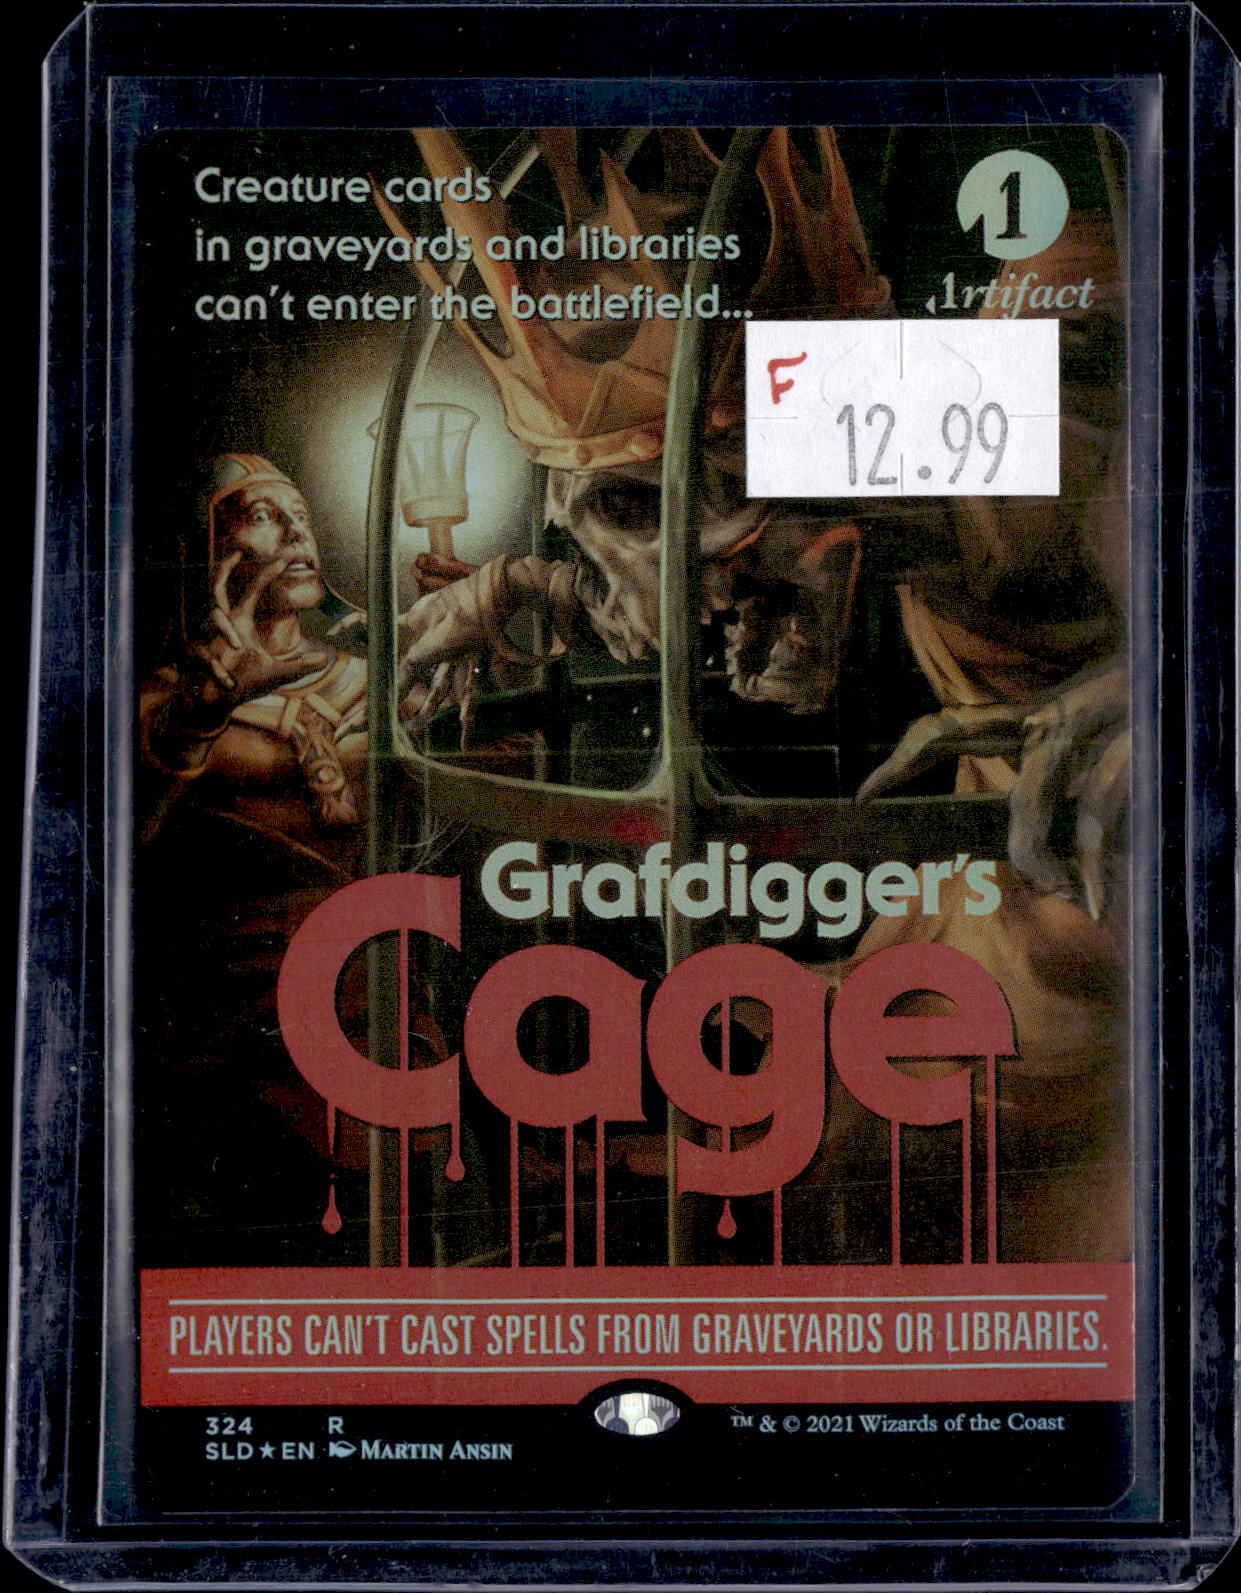 Creature cards
in graveyards and libraries
can't enter the battlefield...
1
Artifact
F
12.99
Grafdigger's
Cage
PLAYERS CAN'T CAST SPELLS FROM GRAVEYARDS OR LIBRARIES.
324 R
SLD★EN MARTIN ANSIN
™ & © 2021 Wizards of the Coast